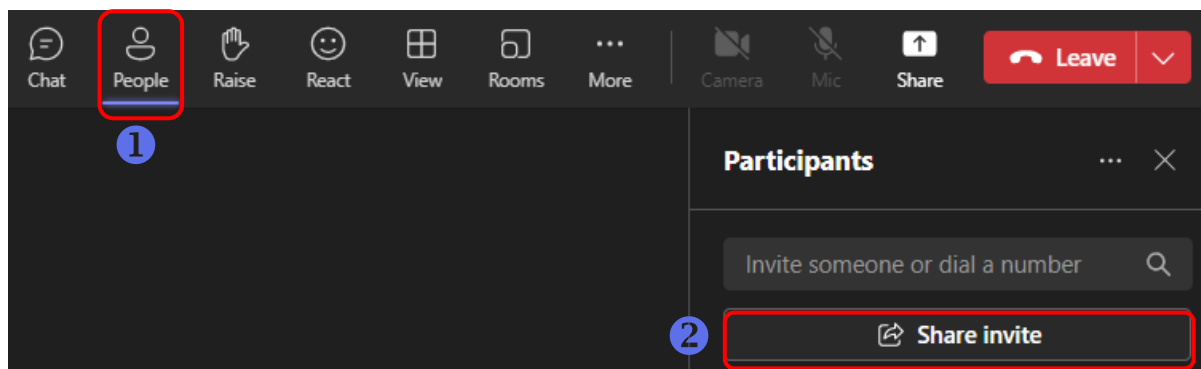 Chat People Raise React View Rooms More Camera Mic Share Leave
1
Participants
Invite someone or dial a number
2 Share invite